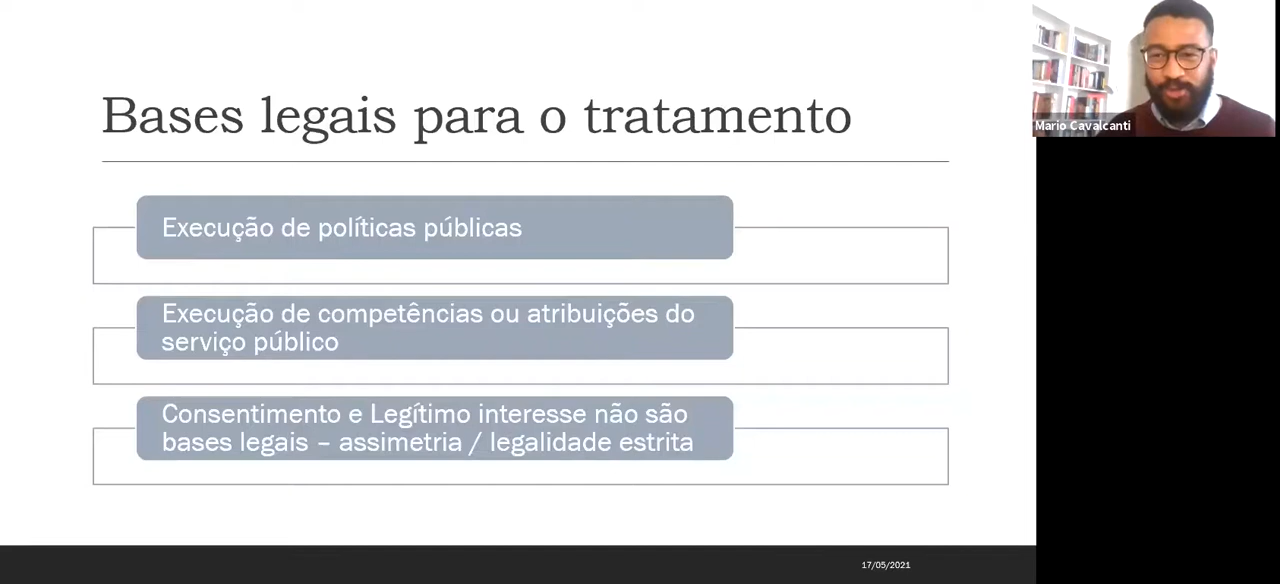 Bases legais para o tratamento
Execução de políticas públicas
Execução de competências ou atribuições do
serviço público
Consentimento e Legítimo interesse não são
bases legais – assimetria / legalidade estrita
17/05/2021
Mario Cavalcanti